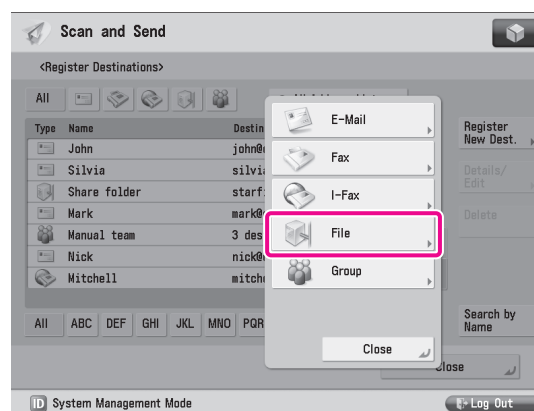 Scan and Send
<Register Destinations>
All
Type Name Destin
John john@
Silvia silvi
Share folder starf
Mark mark@
Manual team 3 des
Nick nick@
Mitchell mitch
E-Mail
Fax
I-Fax
File
Group
Close
Register
New Dest.
Details/
Edit
Delete
Search by
Name
All ABC DEF GHI JKL MNO PQR
Close
ID System Management Mode
Log Out